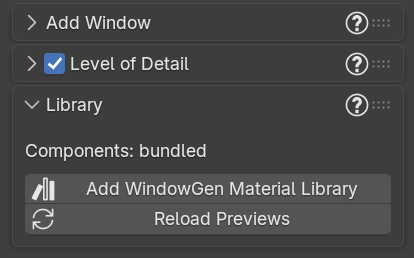 Add Window
Level of Detail
Library
Components: bundled
Add WindowGen Material Library
Reload Previews